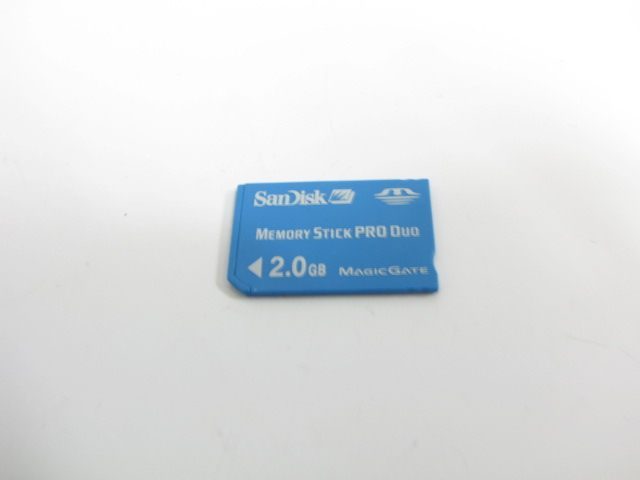 SanDisk
MEMORY STICK PRO DUO
2.0GB MAGICGATE